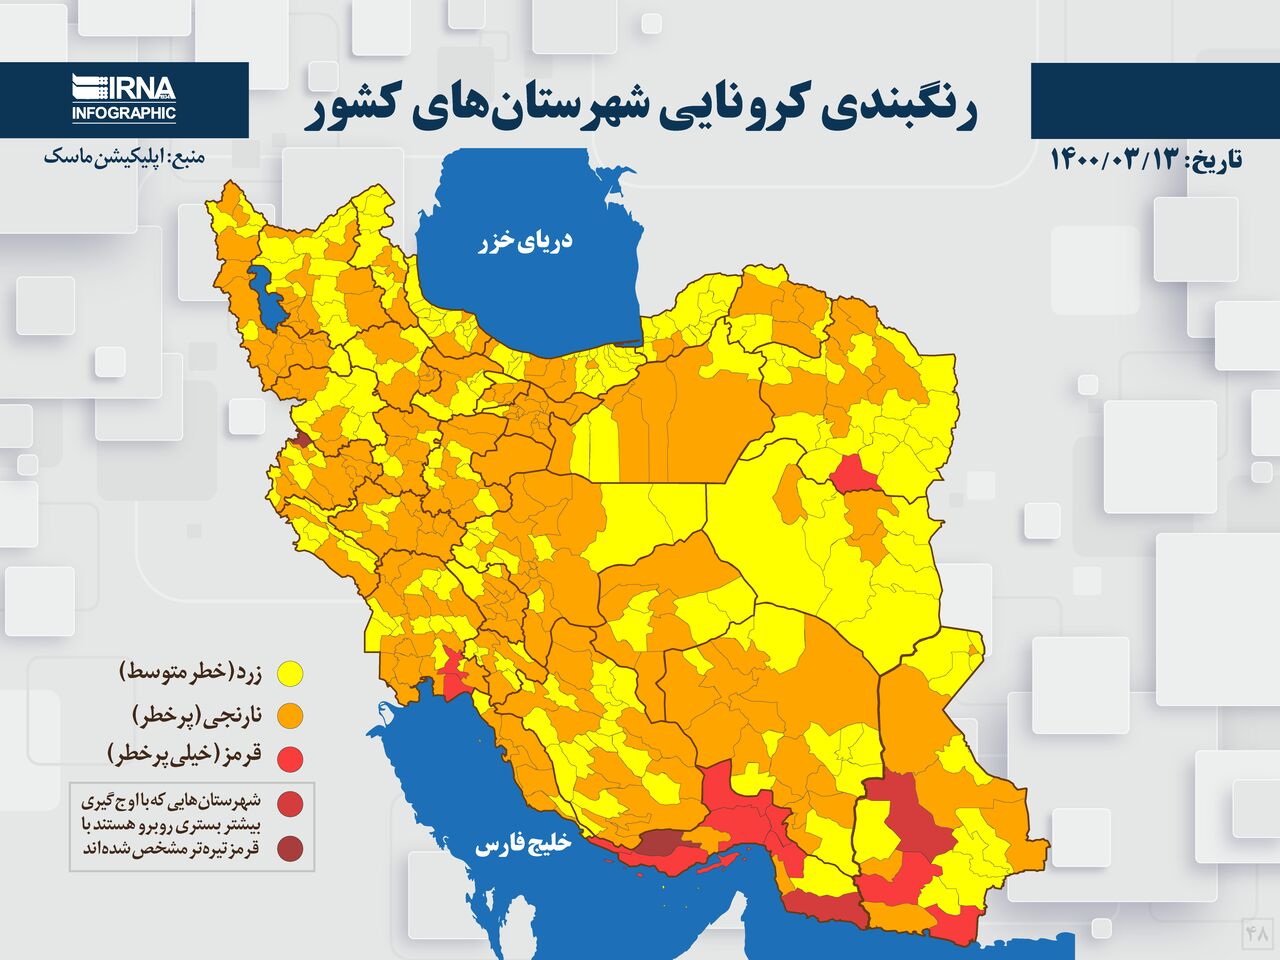 IRNA
INFOGRAPHIC
رنگبندی کرونایی شهرستان‌های کشور
تاریخ: ۱۴۰۰/۰۳/۱۳
منبع: اپلیکیشن ماسک
دریای خزر
زرد (خطر متوسط)
نارنجی (پرخطر)
قرمز (خیلی پرخطر)
شهرستان‌هایی که با اوج گیری
بیشتر بستری روبرو هستند با
قرمز تیره‌تر مشخص شده‌اند
خلیج فارس
۴۸